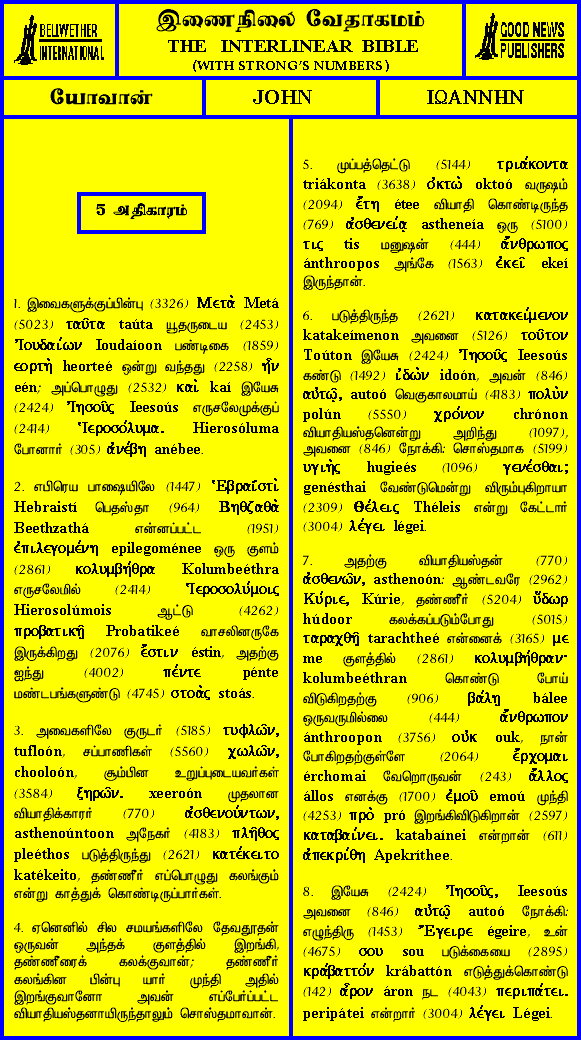 BELLWETHER
INTERNATIONAL
இணைநிலை வேதாகமம்
THE INTERLINEAR BIBLE
(WITH STRONG'S NUMBERS)
GOOD NEWS
PUBLISHERS
யோவான்
JOHN
ΙΩΑΝΝΗΝ
5 அதிகாரம்
1. இவைகளுக்குப்பின்பு (3326) Μετὰ Metá
(5023) ταῦτα taúta யூதருடைய (2453)
Ἰουδαίων Ioudaíoon பண்டிகை (1859)
εορτὴ heorteé ஒன்று வந்தது (2258) ἦν
eén; அப்பொழுது (2532) καὶ kaí இயேசு
(2424) Ἰησοῦς Ieesoús எருசலேமுக்குப்
(2414) Ἱεροσόλυμα. Hierosóluma
போனார் (305) ἀνέβη anébee.
2. எபிரெய பாஷையிலே (1447) Ἑβραΐστὶ
Hebraistí பெதஸ்தா (964) Βηθζαθὰ
Beethzathá என்னப்பட்ட (1951)
ἐπιλεγομένη epilegoménee ஒரு குளம்
(2861) κολυμβήθρα Kolumbeéthra
எருசலேமில் (2414) Ἱεροσολύμοις
Hierosolúmois ஆட்டு (4262)
προβατικῇ Probatikeé வாசலினருகே
இருக்கிறது (2076) ἔστιν éstin, அதற்கு
ஐந்து (4002) πέντε pénte
மண்டபங்களுண்டு (4745) στοὰς stoás.
3. அவைகளிலே குருடர் (5185) τυφλῶν,
tufloón, சப்பாணிகள் (5560) χωλῶν,
chooloón, சூம்பின உறுப்புடையவர்கள்
(3584) ξηρῶν. xeeroón முதலான
வியாதிக்காரர் (770) ἀσθενούντων,
asthenoúntoon அநேகர் (4183) πλῆθος
pleéthos படுத்திருந்து (2621) κατέκειτο
katékeito, தண்ணீர் எப்பொழுது கலங்கும்
என்று காத்துக் கொண்டிருப்பார்கள்.
4. ஏனெனில் சில சமயங்களிலே தேவதூதன்
ஒருவன் அந்தக் குளத்தில் இறங்கி,
தண்ணீரைக் கலக்குவான்; தண்ணீர்
கலங்கின பின்பு யார் முந்தி அதில்
இறங்குவானோ அவன் எப்பேர்ப்பட்ட
வியாதியஸ்தனாயிருந்தாலும் சொஸ்தமாவான்.
5. முப்பத்தெட்டு (5144) τριάκοντα
triákonta (3638) ὀκτὼ oktoó வருஷம்
(2094) ἔτη étee வியாதி கொண்டிருந்த
(769) ἀσθενείᾳ astheneía ஒரு (5100)
τις tis மனுஷன் (444) ἄνθρωπος
ánthroopos அங்கே (1563) ἐκεῖ ekeí
இருந்தான்.
6. படுத்திருந்த (2621) κατακείμενον
katakeímenon அவனை (5126) τοῦτον
Toúton இயேசு (2424) Ἰησοῦς Ieesoús
கண்டு (1492) ἰδὼν idoón, அவன் (846)
αὐτῷ, autoó வெகுகாலமாய் (4183) πολὺν
polún (5550) χρόνον chrónon
வியாதியஸ்தனென்று அறிந்து (1097),
அவனை (846) நோக்கி: சொஸ்தமாக (5199)
υγιὴς hugieés (1096) γενέσθαι;
genésthai வேண்டுமென்று விரும்புகிறாயா
(2309) Θέλεις Théleis என்று கேட்டார்
(3004) λέγει légei.
7. அதற்கு வியாதியஸ்தன் (770)
ἀσθενῶν, asthenoón: ஆண்டவரே (2962)
Κύριε, Kúrie, தண்ணீர் (5204) ὕδωρ
húdoor கலக்கப்படும்போது (5015)
ταραχθῇ tarachtheé என்னைக் (3165) με
me குளத்தில் (2861) κολυμβήθραν·
kolumbeéthran கொண்டு போய்
விடுகிறதற்கு (906) βάλῃ bálee
ஒருவருமில்லை (444) ἄνθρωπον
ánthroopon (3756) οὐκ ouk, நான்
போகிறதற்குள்ளே (2064) ἔρχομαι
érchomai வேறொருவன் (243) ἄλλος
állos எனக்கு (1700) ἐμοῦ emoú முந்தி
(4253) πρὸ pró இறங்கிவிடுகிறான் (2597)
καταβαίνει. katabaínei என்றான் (611)
ἀπεκρίθη Apekríthee.
8. இயேசு (2424) Ἰησοῦς, Ieesoús
அவனை (846) αὐτῷ autoó நோக்கி:
எழுந்திரு (1453) Ἔγειρε égeire, உன்
(4675) σου sou படுக்கையை (2895)
κράβαττόν krábattón எடுத்துக்கொண்டு
(142) ἆρον áron நட (4043) περιπάτει.
peripátei என்றார் (3004) λέγει Légei.